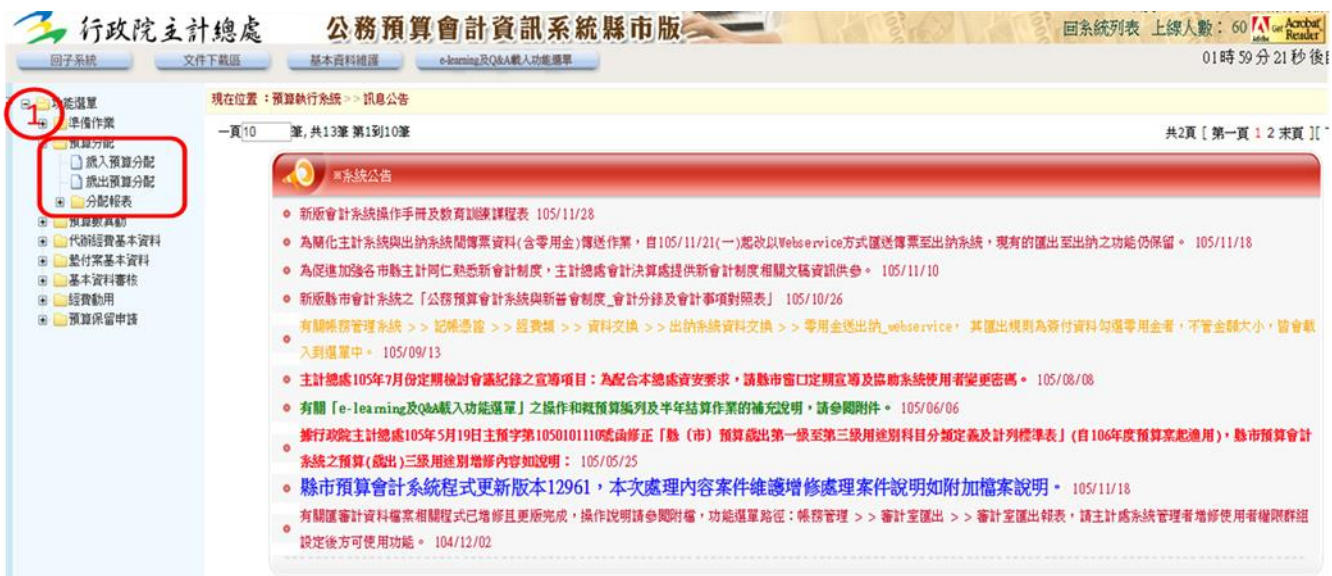 行政院主計總處
公務預算會計資訊系統縣市版
回系統列表 上線人數： 60 Get Acrobat Reader
Adobe
回子系統 文件下載區 基本資料維護 e-learning及Q&A載入功能選單
01時 59 分 21 秒 後
1
功能選單
準備作業
預算分配
歲入預算分配
歲出預算分配
分配報表
預算數異動
代辦經費基本資料
墊付案基本資料
基本資料審核
經費動用
預算保留申請
現在位置 ：預算執行系統>>訊息公告
一頁10 筆, 共13筆 第1到10筆
共2頁 [ 第一頁 1 2 末頁 ][
※系統公告
新版會計系統操作手冊及教育訓練課程表 105/11/28
為簡化主計系統與出納系統間傳票資料(含零用金)傳送作業，自105/11/21(一)起改以Webservice方式匯送傳票至出納系統，現有的匯出至出納之功能仍保留。 105/11/18
為促進加強各市縣主計同仁熟悉新會計制度，主計總處會計決算處提供新會計制度相關文稿資訊供參。 105/11/10
新版縣市會計系統之「公務預算會計系統與新普會制度_會計分錄及會計事項對照表」 105/10/26
有關帳務管理系統 >> 記帳憑證 >> 經費類 >> 資料交換 >> 出納系統資料交換 >> 零用金送出納_webservice， 其匯出規則為簽付資料勾選零用金者，不管金額大小，皆會載
入到選單中。 105/09/13
主計總處105年7月份定期檢討會議紀錄之宣導項目：為配合本總處資安要求，請縣市窗口定期宣導及協助系統使用者變更密碼。 105/08/08
有關「e-learning及Q&A載入功能選單」之操作和概預算編列及半年結算作業的補充說明，請參閱附件。 105/06/06
據行政院主計總處105年5月19日主預字第1050101110號函修正「縣（市）預算歲出第一級至第三級用途別科目分類定義及計列標準表」(自106年度預算案起適用)，縣市預算會計
系統之預算(歲出)三級用途別增修內容如說明： 105/05/25
縣市預算會計系統程式更新版本12961，本次處理內容案件維護增修處理案件說明如附加檔案說明。 105/11/18
有關匯審計資料檔案相關程式已增修且更版完成，操作說明請參閱附檔，功能選單路徑：帳務管理 >> 審計室匯出 >> 審計室匯出報表，請主計處系統管理者增修使用者權限群組
設定後方可使用功能。 104/12/02